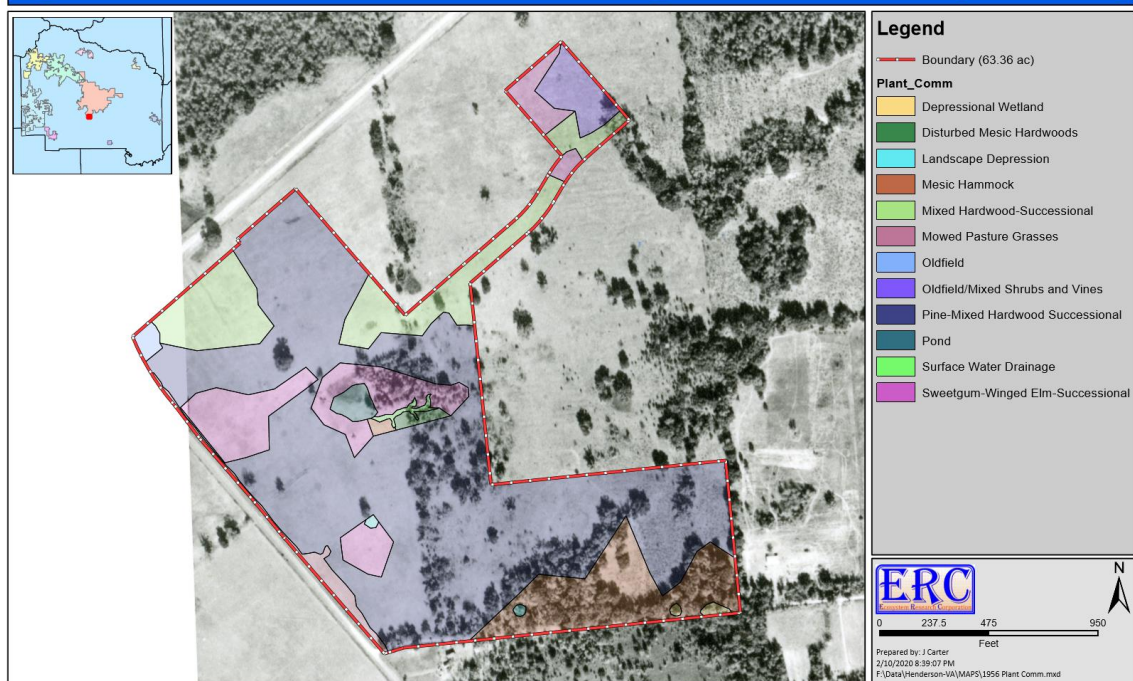 Legend
Boundary (63.36 ac)
Plant_Comm
Depressional Wetland
Disturbed Mesic Hardwoods
Landscape Depression
Mesic Hammock
Mixed Hardwood-Successional
Mowed Pasture Grasses
Oldfield
Oldfield/Mixed Shrubs and Vines
Pine-Mixed Hardwood Successional
Pond
Surface Water Drainage
Sweetgum-Winged Elm-Successional
ERC
Ecosystem Research Corporation
N
0 237.5 475 950
Feet
Prepared by: J Carter
2/10/2020 8:39:07 PM
F:\Data\Henderson-VA\MAPS\1956 Plant Comm.mxd